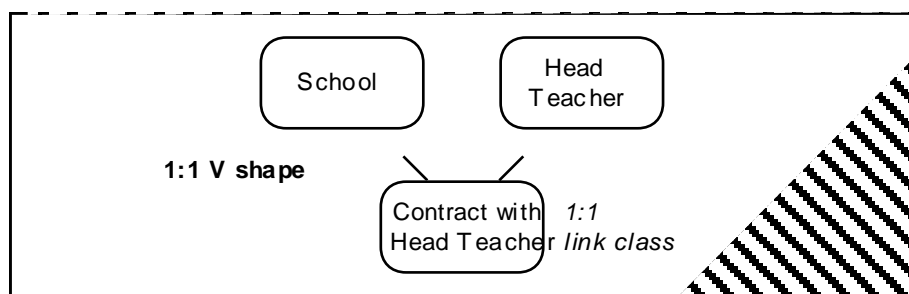 School
Head
Teacher
1:1 V shape
Contract with 1:1
Head Teacher link class